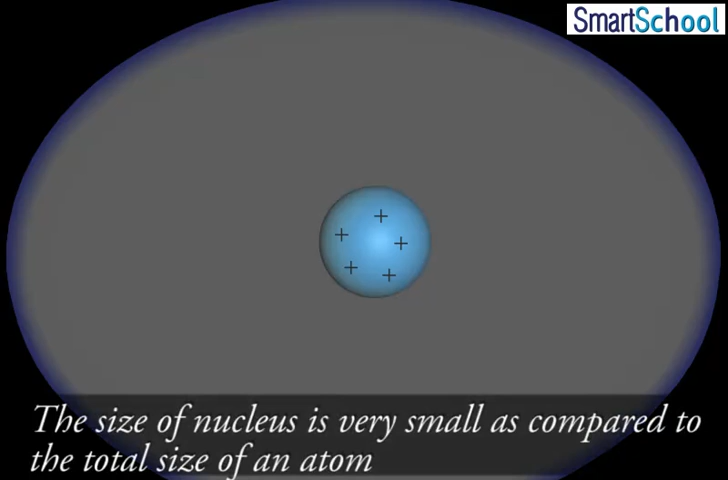 SmartSchool
+
+
+
+
+
The size of nucleus is very small as compared to
the total size of an atom